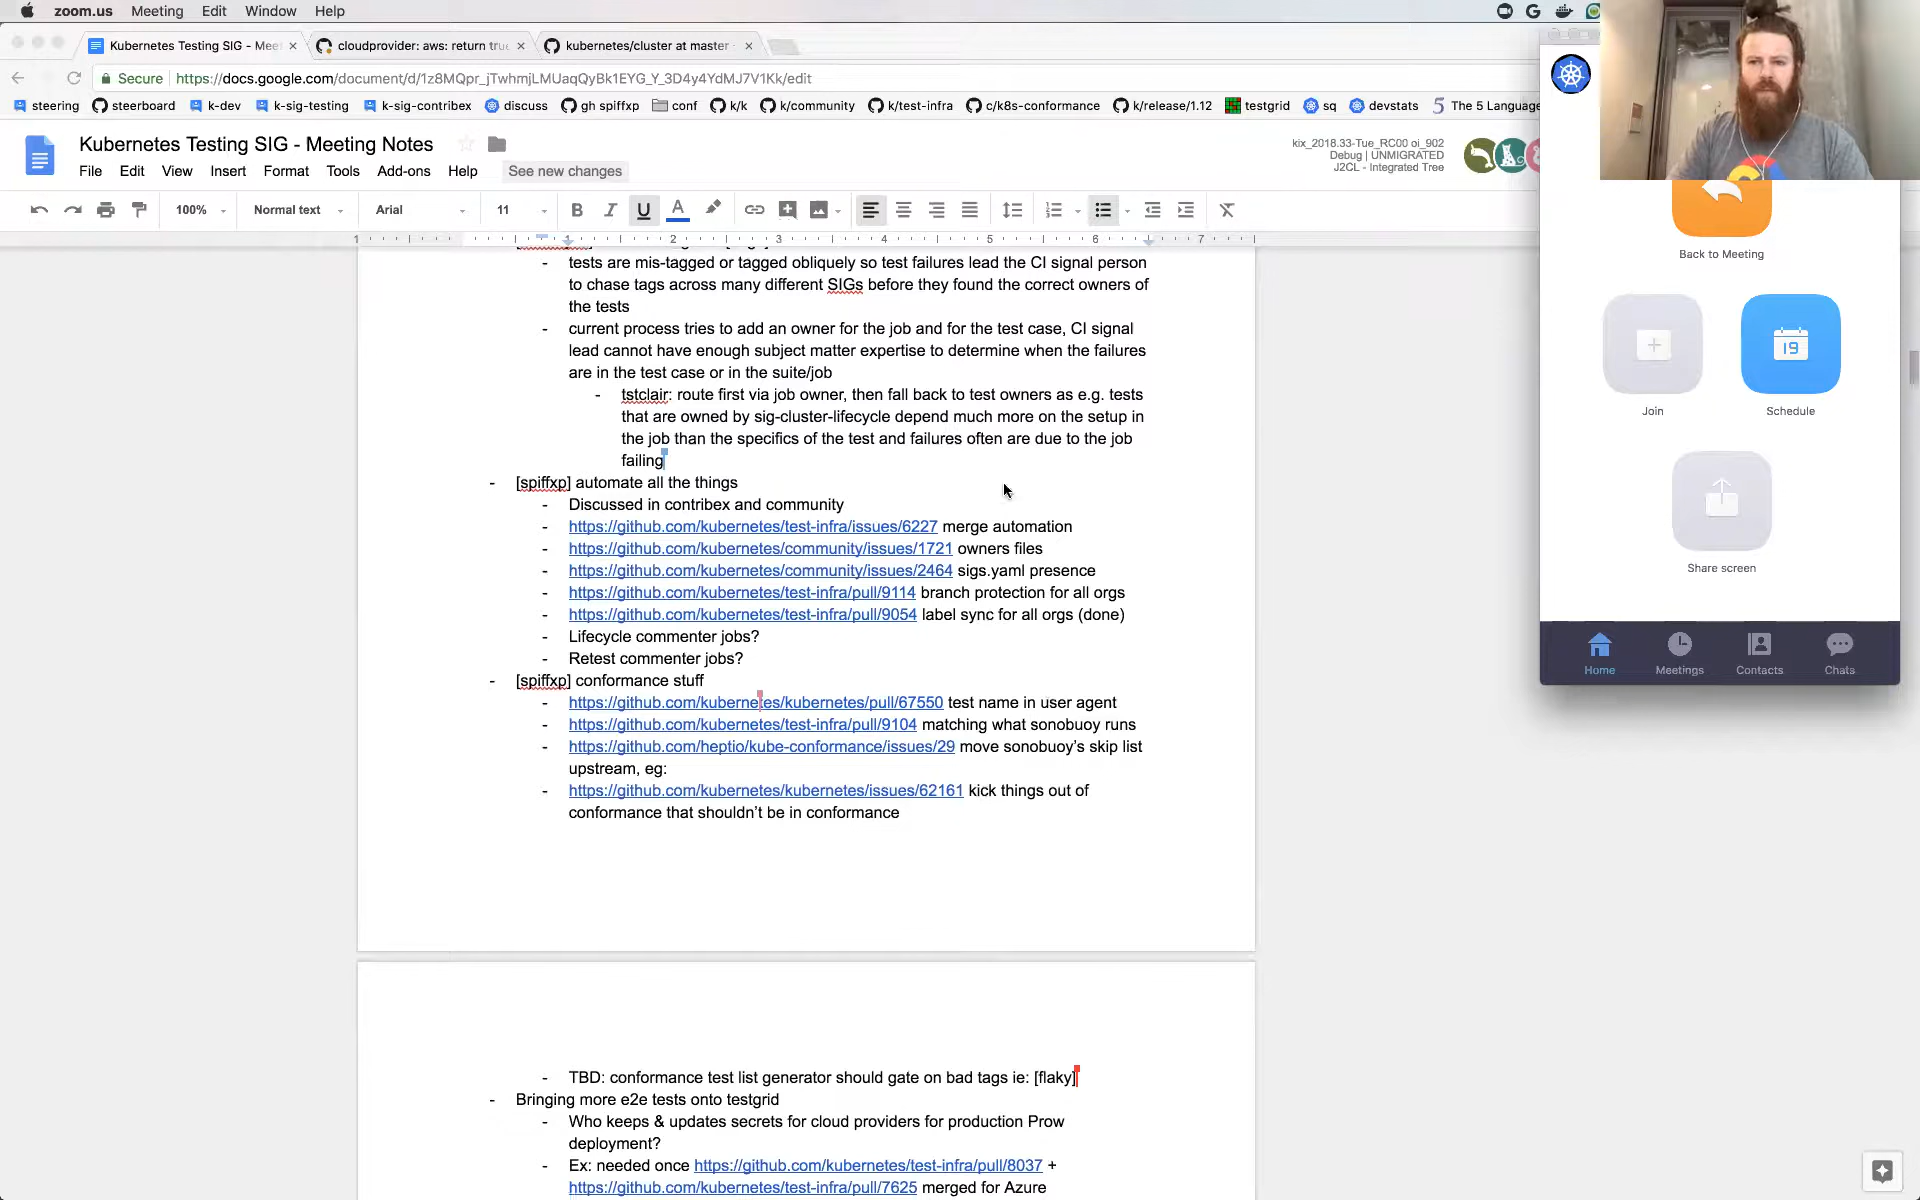 zoom.us Meeting Edit Window Help
Kubernetes Testing SIG - Mee
cloudprovider: aws: return true
kubernetes/cluster at master
Secure https://docs.google.com/document/d/1z8MQpr_jTwhmjLMUaqQyBk1EYG_Y_3D4y4YdMJ7V1Kk/edit
steering steerboard k-dev k-sig-testing k-sig-contribex discuss gh spiffxp conf k/k k/community k/test-infra c/k8s-conformance k/release/1.12 testgrid sq devstats The 5 Language
Kubernetes Testing SIG - Meeting Notes
File Edit View Insert Format Tools Add-ons Help See new changes
kix_2018.33-Tue_RC00 oi_902
Debug | UNMIGRATED
J2CL - Integrated Tree
100% Normal text Arial 11 B I U A
1 1 2 3 4 5 6 7
- tests are mis-tagged or tagged obliquely so test failures lead the CI signal person
to chase tags across many different SIGs before they found the correct owners of
the tests
- current process tries to add an owner for the job and for the test case, CI signal
lead cannot have enough subject matter expertise to determine when the failures
are in the test case or in the suite/job
- tstclair: route first via job owner, then fall back to test owners as e.g. tests
that are owned by sig-cluster-lifecycle depend much more on the setup in
the job than the specifics of the test and failures often are due to the job
failing
- [spiffxp] automate all the things
- Discussed in contribex and community
- https://github.com/kubernetes/test-infra/issues/6227 merge automation
- https://github.com/kubernetes/community/issues/1721 owners files
- https://github.com/kubernetes/community/issues/2464 sigs.yaml presence
- https://github.com/kubernetes/test-infra/pull/9114 branch protection for all orgs
- https://github.com/kubernetes/test-infra/pull/9054 label sync for all orgs (done)
- Lifecycle commenter jobs?
- Retest commenter jobs?
- [spiffxp] conformance stuff
- https://github.com/kubernetes/kubernetes/pull/67550 test name in user agent
- https://github.com/kubernetes/test-infra/pull/9104 matching what sonobuoy runs
- https://github.com/heptio/kube-conformance/issues/29 move sonobuoy's skip list
upstream, eg:
- https://github.com/kubernetes/kubernetes/issues/62161 kick things out of
conformance that shouldn't be in conformance
- TBD: conformance test list generator should gate on bad tags ie: [flaky]
- Bringing more e2e tests onto testgrid
- Who keeps & updates secrets for cloud providers for production Prow
deployment?
- Ex: needed once https://github.com/kubernetes/test-infra/pull/8037 +
https://github.com/kubernetes/test-infra/pull/7625 merged for Azure
Back to Meeting
19
Join Schedule
Share screen
Home Meetings Contacts Chats